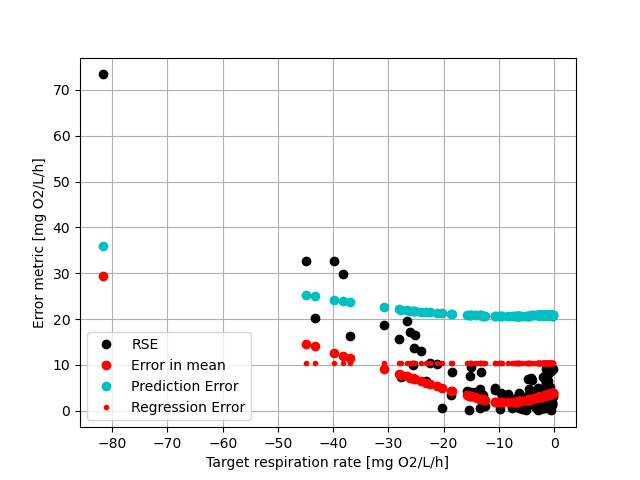 70
60
50
40
30
20
10
0
Error metric [mg O2/L/h]
RSE
Error in mean
Prediction Error
Regression Error
−80 −70 −60 −50 −40 −30 −20 −10 0
Target respiration rate [mg O2/L/h]